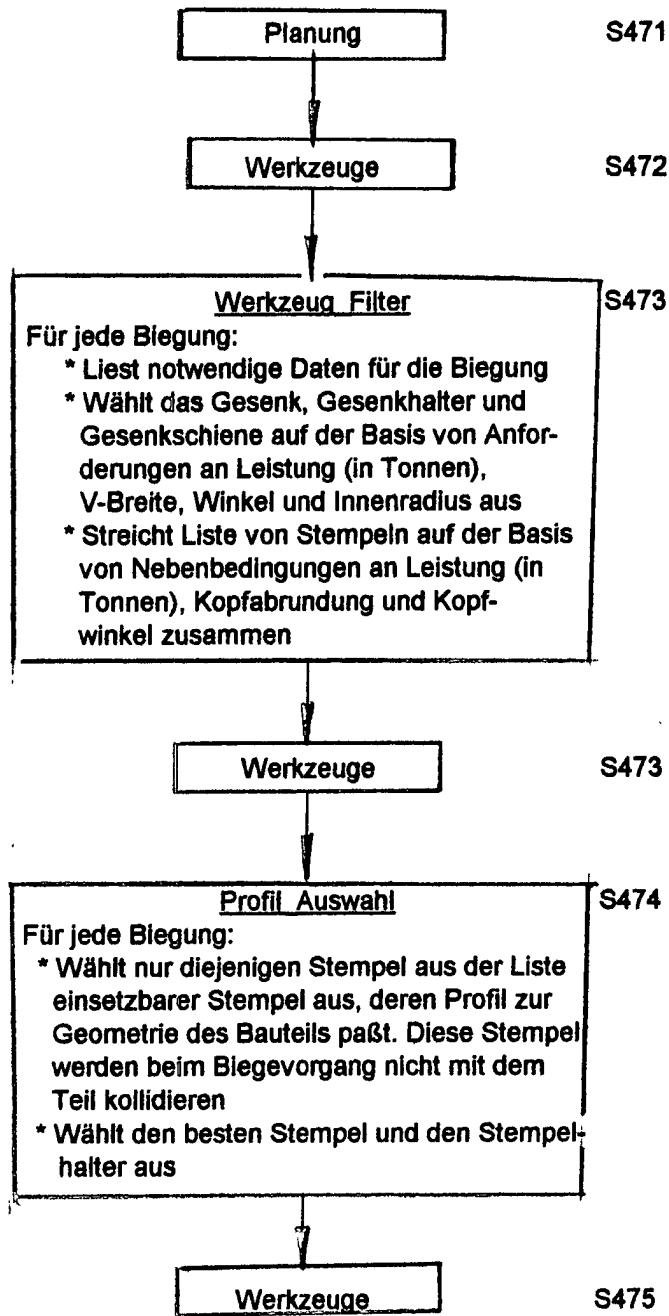 Planung S471
Werkzeuge S472
Werkzeug Filter S473
Für jede Biegung:
* Liest notwendige Daten für die Biegung
* Wählt das Gesenk, Gesenkhalter und
Gesenkschiene auf der Basis von Anfor-
derungen an Leistung (in Tonnen),
V-Breite, Winkel und Innenradius aus
* Streicht Liste von Stempeln auf der Basis
von Nebenbedingungen an Leistung (in
Tonnen), Kopfabrundung und Kopf-
winkel zusammen
Werkzeuge S473
Profil Auswahl S474
Für jede Biegung:
* Wählt nur diejenigen Stempel aus der Liste
einsetzbarer Stempel aus, deren Profil zur
Geometrie des Bauteils paßt. Diese Stempel
werden beim Biegevorgang nicht mit dem
Teil kollidieren
* Wählt den besten Stempel und den Stempel-
halter aus
Werkzeuge S475